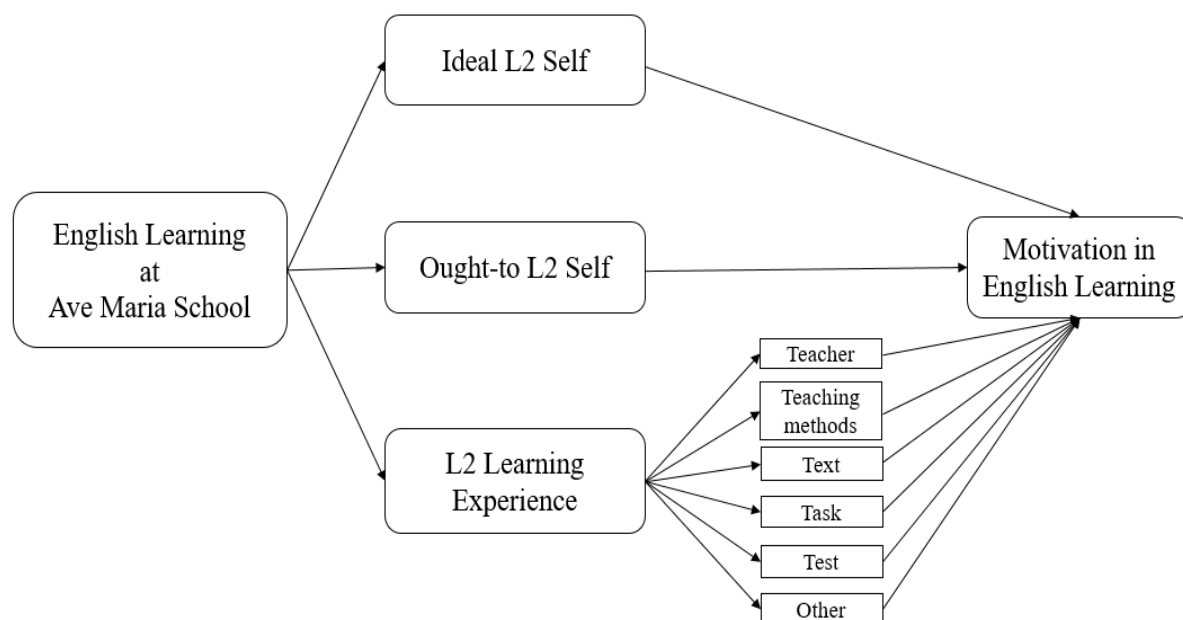 Ideal L2 Self
English Learning
at
Ave Maria School
Ought-to L2 Self
Motivation in
English Learning
L2 Learning
Experience
Teacher
Teaching
methods
Text
Task
Test
Other